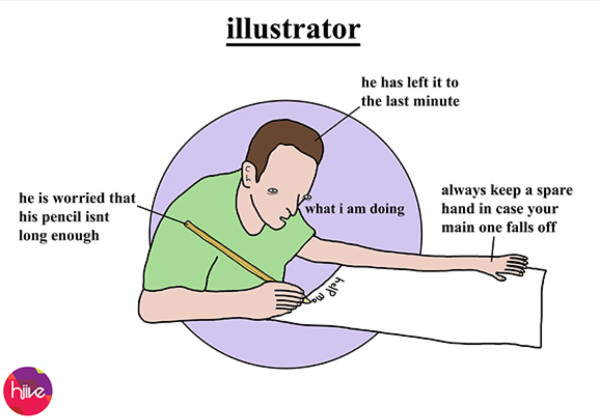 illustrator
he has left it to
the last minute
he is worried that
his pencil isnt
long enough
what i am doing
always keep a spare
hand in case your
main one falls off
help me
hiive